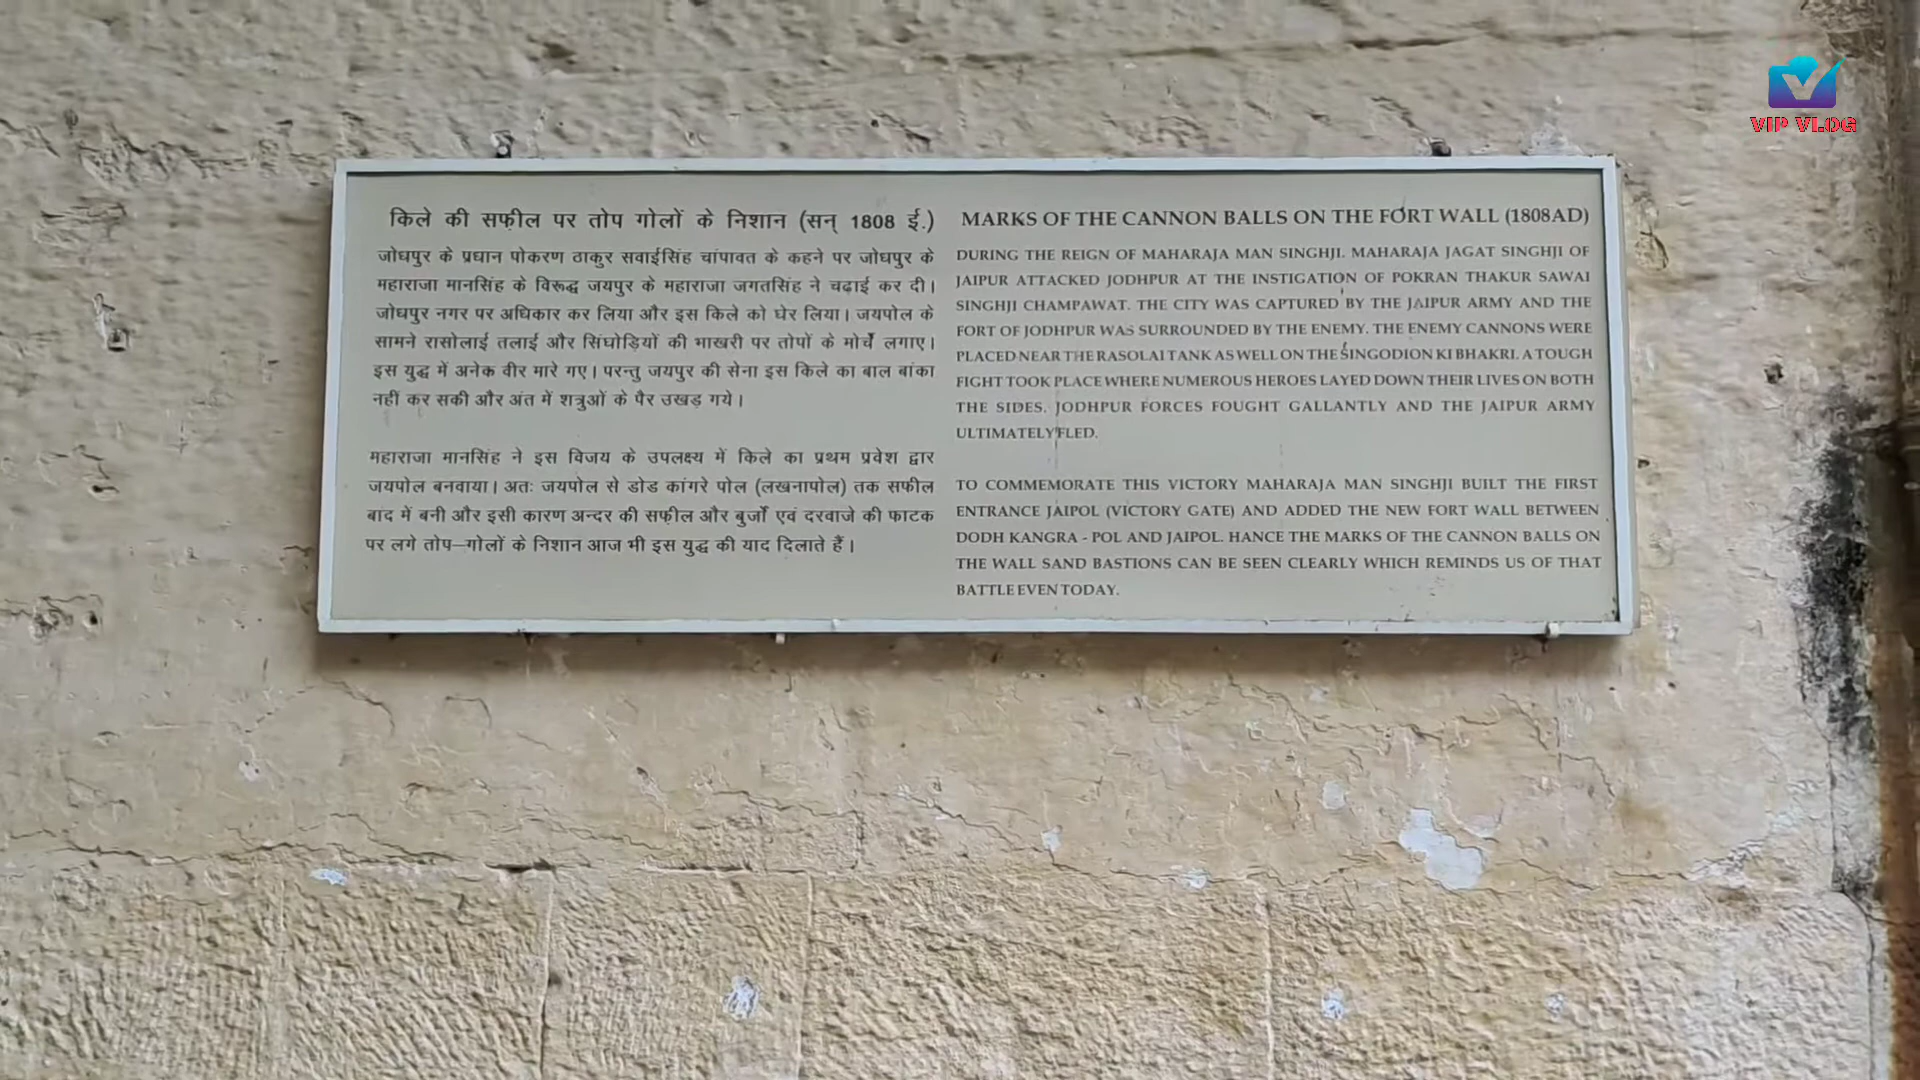 किले की सफ़ील पर तोप गोलों के निशान (सन् 1808 ई.)
जोधपुर के प्रधान पोकरण ठाकुर सवाईसिंह चांपावत के कहने पर जोधपुर के
महाराजा मानसिंह के विरूद्ध जयपुर के महाराजा जगतसिंह ने चढ़ाई कर दी।
जोधपुर नगर पर अधिकार कर लिया और इस किले को घेर लिया। जयपोल के
सामने रासोलाई तलाई और सिंघोड़ियों की भाखरी पर तोपों के मोर्चे लगाए।
इस युद्ध में अनेक वीर मारे गए। परन्तु जयपुर की सेना इस किले का बाल बांका
नहीं कर सकी और अंत में शत्रुओं के पैर उखड़ गये।
महाराजा मानसिंह ने इस विजय के उपलक्ष्य में किले का प्रथम प्रवेश द्वार
जयपोल बनवाया। अतः जयपोल से डोड कांगरे पोल (लखनापोल) तक सफील
बाद में बनी और इसी कारण अन्दर की सफ़ील और बुर्जों एवं दरवाजे की फाटक
पर लगे तोप–गोलों के निशान आज भी इस युद्ध की याद दिलाते हैं।
MARKS OF THE CANNON BALLS ON THE FORT WALL (1808AD)
DURING THE REIGN OF MAHARAJA MAN SINGHJI. MAHARAJA JAGAT SINGHJI OF
JAIPUR ATTACKED JODHPUR AT THE INSTIGATION OF POKRAN THAKUR SAWAI
SINGHJI CHAMPAWAT. THE CITY WAS CAPTURED BY THE JAIPUR ARMY AND THE
FORT OF JODHPUR WAS SURROUNDED BY THE ENEMY. THE ENEMY CANNONS WERE
PLACED NEAR THE RASOLAI TANK AS WELL ON THE SINGODION KI BHAKRI. A TOUGH
FIGHT TOOK PLACE WHERE NUMEROUS HEROES LAYED DOWN THEIR LIVES ON BOTH
THE SIDES. JODHPUR FORCES FOUGHT GALLANTLY AND THE JAIPUR ARMY
ULTIMATELY FLED.
TO COMMEMORATE THIS VICTORY MAHARAJA MAN SINGHJI BUILT THE FIRST
ENTRANCE JAIPOL (VICTORY GATE) AND ADDED THE NEW FORT WALL BETWEEN
DODH KANGRA - POL AND JAIPOL. HANCE THE MARKS OF THE CANNON BALLS ON
THE WALL SAND BASTIONS CAN BE SEEN CLEARLY WHICH REMINDS US OF THAT
BATTLE EVEN TODAY.
VIP VLOG